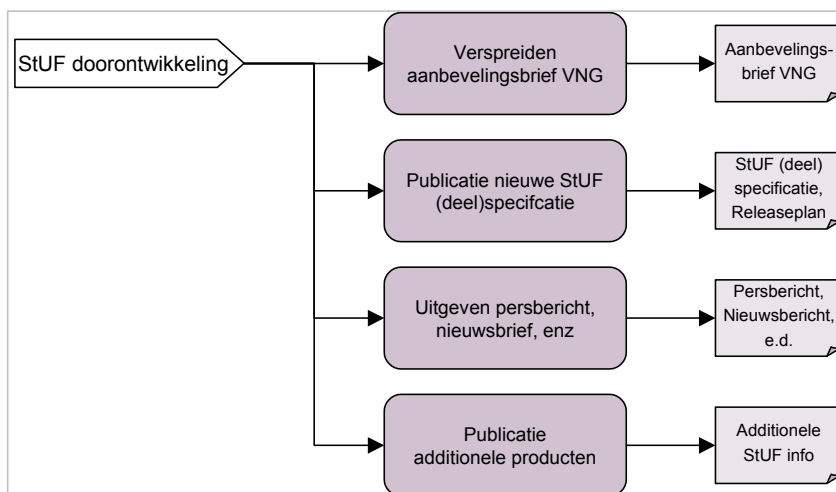 StUF doorontwikkeling
Verspreiden
aanbevelingsbrief VNG
Aanbevelings-
brief VNG
Publicatie nieuwe StUF
(deel)specifcatie
StUF (deel)
specificatie,
Releaseplan
Uitgeven persbericht,
nieuwsbrief, enz
Persbericht,
Nieuwsbericht,
e.d.
Publicatie
additionele producten
Additionele
StUF info